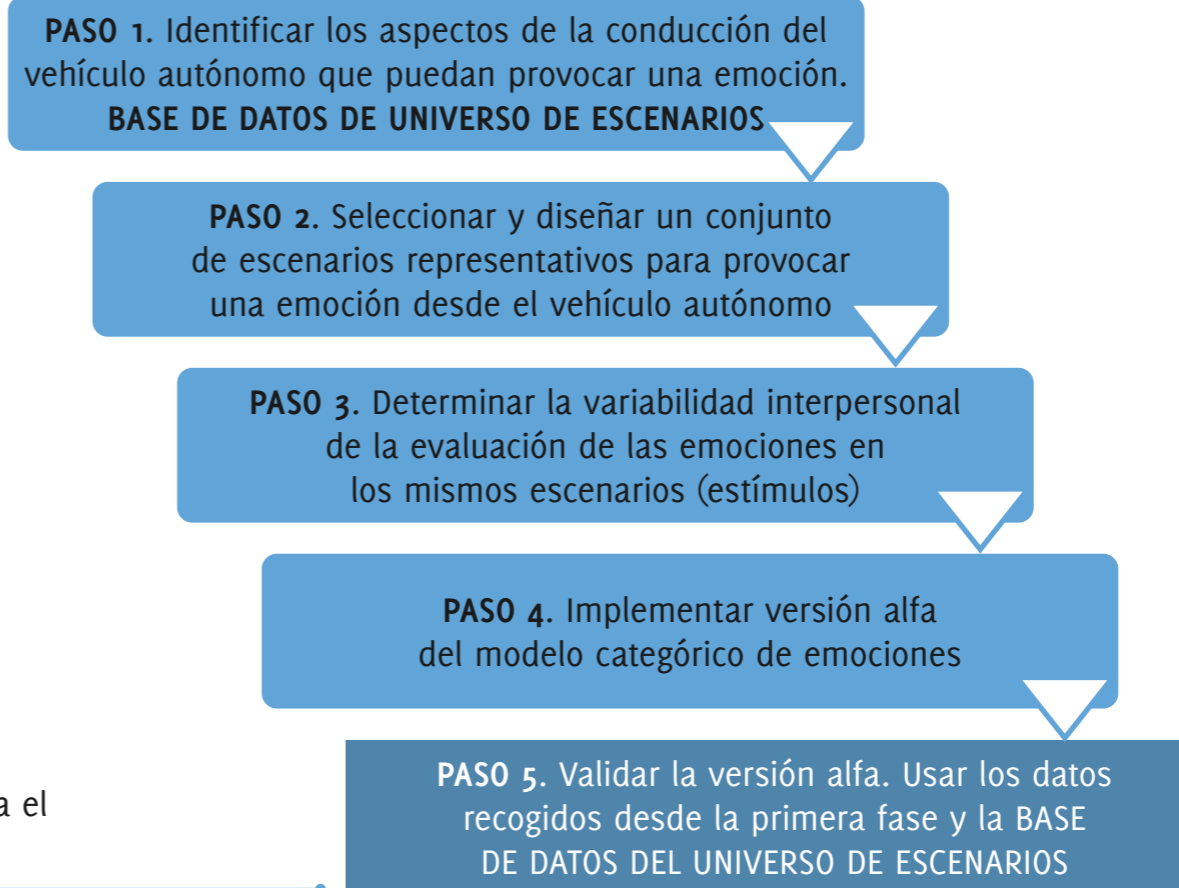 PASO 1. Identificar los aspectos de la conducción del
vehículo autónomo que puedan provocar una emoción.
BASE DE DATOS DE UNIVERSO DE ESCENARIOS
PASO 2. Seleccionar y diseñar un conjunto
de escenarios representativos para provocar
una emoción desde el vehículo autónomo
PASO 3. Determinar la variabilidad interpersonal
de la evaluación de las emociones en
los mismos escenarios (estímulos)
PASO 4. Implementar versión alfa
del modelo categórico de emociones
PASO 5. Validar la versión alfa. Usar los datos
recogidos desde la primera fase y la BASE
DE DATOS DEL UNIVERSO DE ESCENARIOS
a el